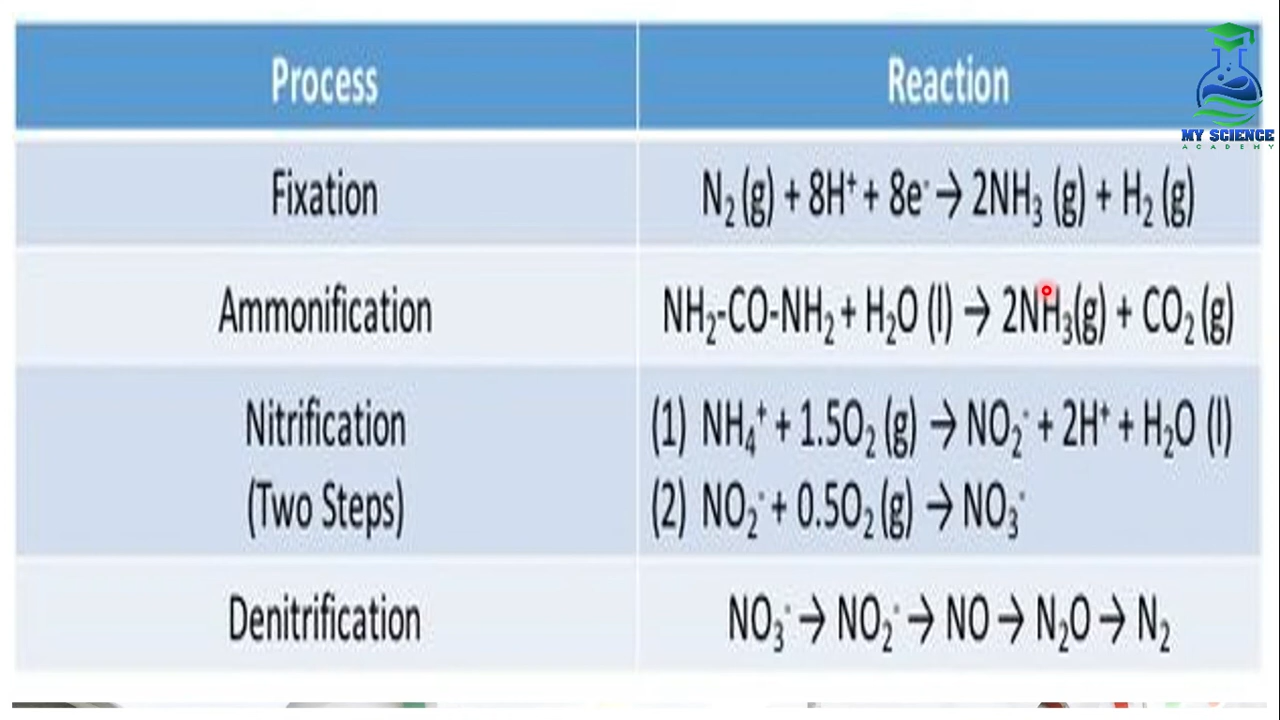 Process
Reaction
MY SCIENCE
ACADEMY
Fixation
N₂ (g) + 8H⁺ + 8e⁻ → 2NH₃ (g) + H₂ (g)
Ammonification
NH₂-CO-NH₂ + H₂O (l) → 2NH₃(g) + CO₂ (g)
Nitrification
(Two Steps)
(1) NH₄⁺ + 1.5O₂ (g) → NO₂⁻ + 2H⁺ + H₂O (l)
(2) NO₂⁻ + 0.5O₂ (g) → NO₃⁻
Denitrification
NO₃⁻ → NO₂⁻ → NO → N₂O → N₂